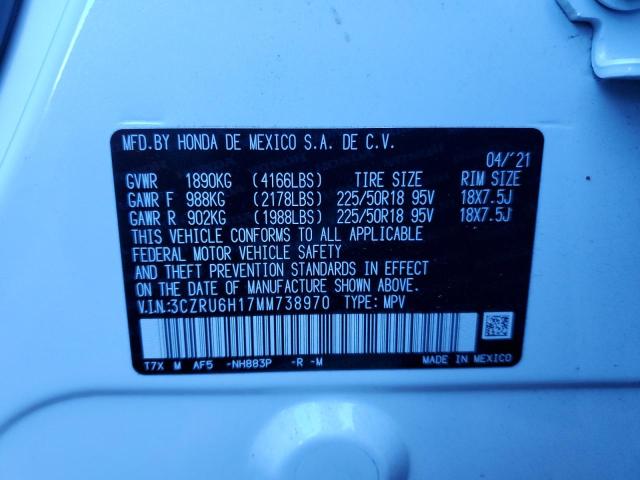 MFD.BY HONDA DE MEXICO S.A. DE C.V.
04/'21
GVWR 1890KG (4166LBS) TIRE SIZE RIM SIZE
GAWR F 988KG (2178LBS) 225/50R18 95V 18X7.5J
GAWR R 902KG (1988LBS) 225/50R18 95V 18X7.5J
THIS VEHICLE CONFORMS TO ALL APPLICABLE
FEDERAL MOTOR VEHICLE SAFETY
AND THEFT PREVENTION STANDARDS IN EFFECT
ON THE DATE OF MANUFACTURE SHOWN ABOVE.
V.I.N.:3CZRU6H17MM738970 TYPE: MPV
T7X M AF5 -NH883P -R -M MADE IN MEXICO